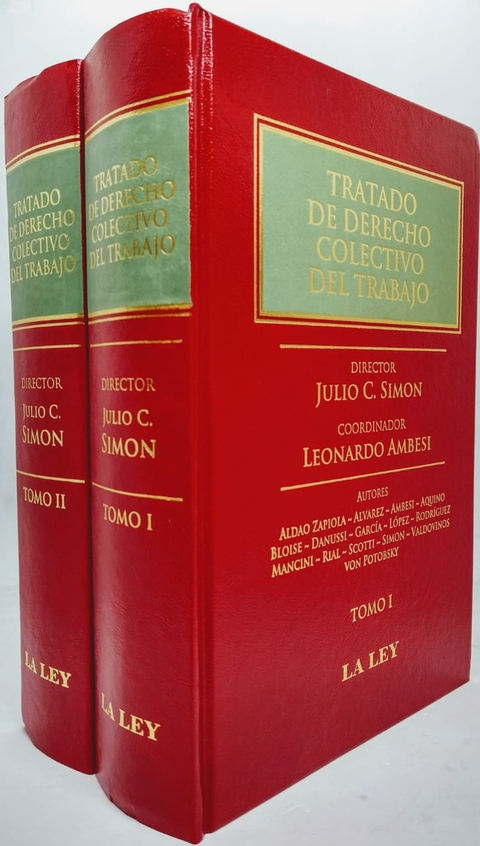 TRATADO
DE DERECHO
COLECTIVO
DEL TRABAJO
DIRECTOR
JULIO C.
SIMON
TOMO II
LA LEY
TRATADO
DE DERECHO
COLECTIVO
DEL TRABAJO
DIRECTOR
JULIO C.
SIMON
TOMO I
LA LEY
TRATADO
DE DERECHO
COLECTIVO
DEL TRABAJO
DIRECTOR
JULIO C. SIMON
COORDINADOR
LEONARDO AMBESI
AUTORES
ALDAO ZAPIOLA ~ ALVAREZ ~ AMBESI ~ AQUINO
BLOISE ~ DANUSSI ~ GARCÍA ~ LÓPEZ ~ RODRÍGUEZ
MANCINI ~ RIAL ~ SCOTTI ~ SIMON ~ VALDOVINOS
VON POTOBSKY
TOMO I
LA LEY